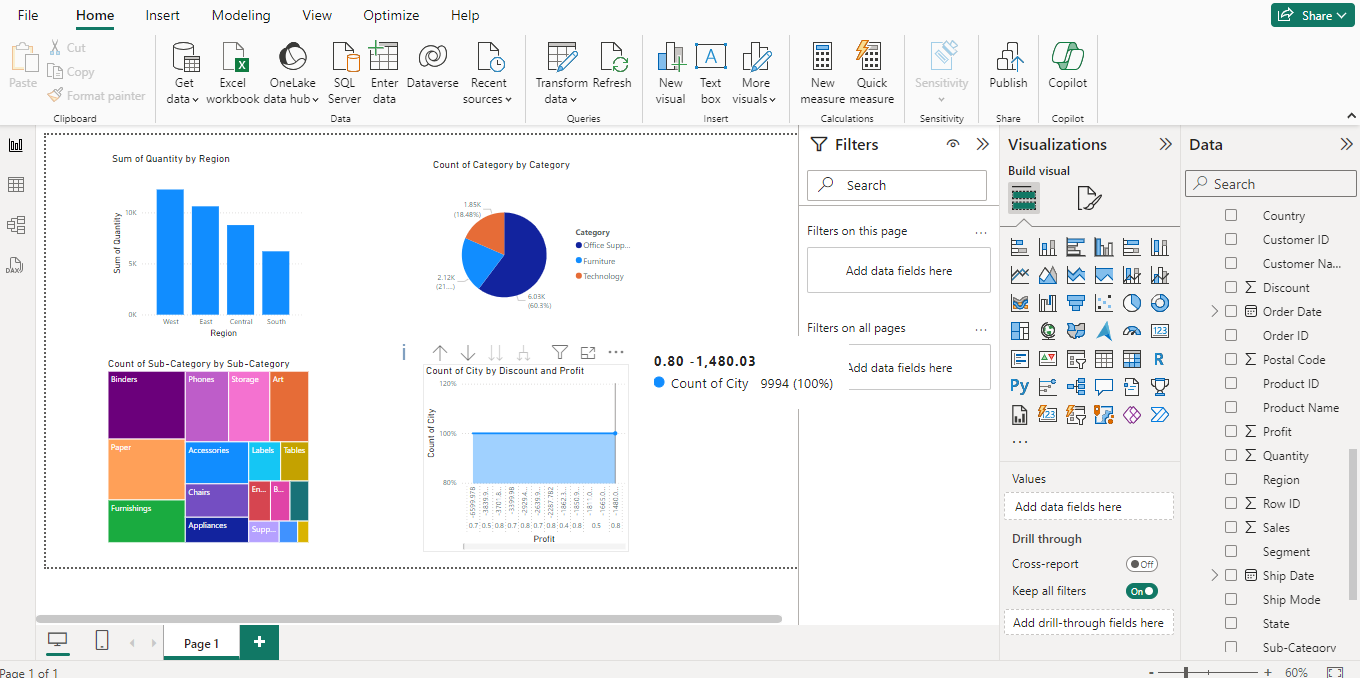 File Home Insert Modeling View Optimize Help Share
Paste
Cut
Copy
Format painter
Clipboard
Get data
Excel workbook
OneLake data hub
SQL Server
Enter data
Dataverse
Recent sources
Data
Transform data
Refresh
Queries
New visual
Text box
More visuals
Insert
New measure
Quick measure
Calculations
Sensitivity
Sensitivity
Publish
Share
Copilot
Copilot
DAX
Sum of Quantity by Region
Sum of Quantity
10K
5K
0K
West East Central South
Region
Count of Category by Category
1.85K
(18.48%)
2.12K
(21....)
6.03K
(60.3%)
Category
Office Supp...
Furniture
Technology
Count of Sub-Category by Sub-Category
Binders Phones Storage Art
Paper Accessories Labels Tables
Chairs En... B...
Furnishings Appliances Supp...
Count of City by Discount and Profit
Count of City
120%
100%
80%
-6599.978 -3839.9... -3701.8... -3399.98 -2929.4... -2639.9... -2287.782 -1862.3... -1850.9... -1811.0... -1665.0... -1480.0...
0.7 0.5 0.8 0.7 0.8 0.7 0.8 0.4 0.8 0.5 0.8
Profit
0.80 -1,480.03
Count of City 9994 (100%)
Filters
Search
Filters on this page ...
Add data fields here
Filters on all pages ...
Add data fields here
Visualizations
Build visual
123
R
Py
123
...
Values
Add data fields here
Drill through
Cross-report Off
Keep all filters On
Add drill-through fields here
Data
Search
Country
Customer ID
Customer Na...
Σ Discount
Order Date
Order ID
Σ Postal Code
Product ID
Product Name
Σ Profit
Σ Quantity
Region
Σ Row ID
Σ Sales
Segment
Ship Date
Ship Mode
State
Sub-Category
Page 1 +
Page 1 of 1
- + 60%